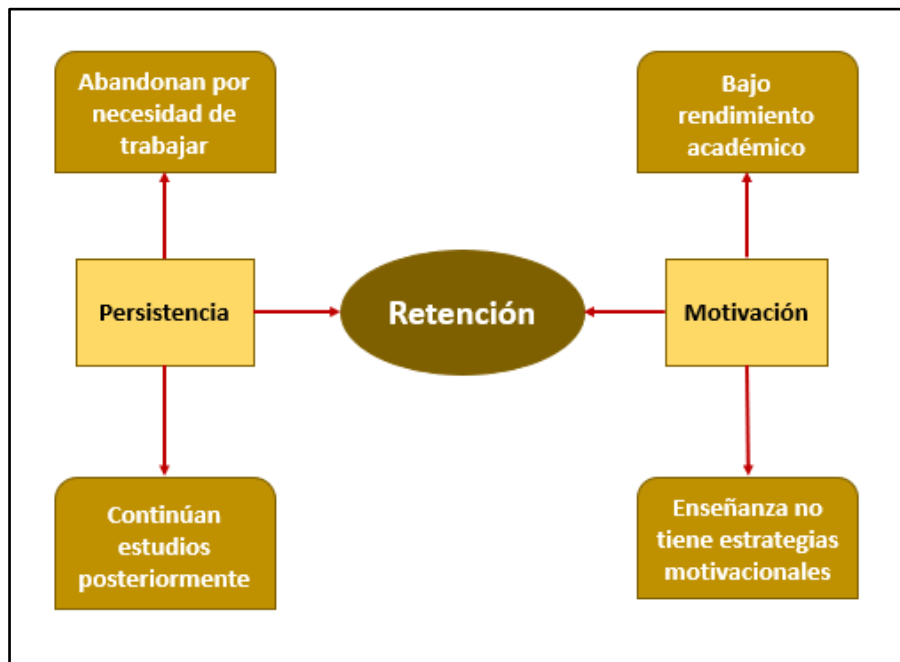 Abandonan por
necesidad de
trabajar
Bajo
rendimiento
académico
Persistencia
Retención
Motivación
Continúan
estudios
posteriormente
Enseñanza no
tiene estrategias
motivacionales